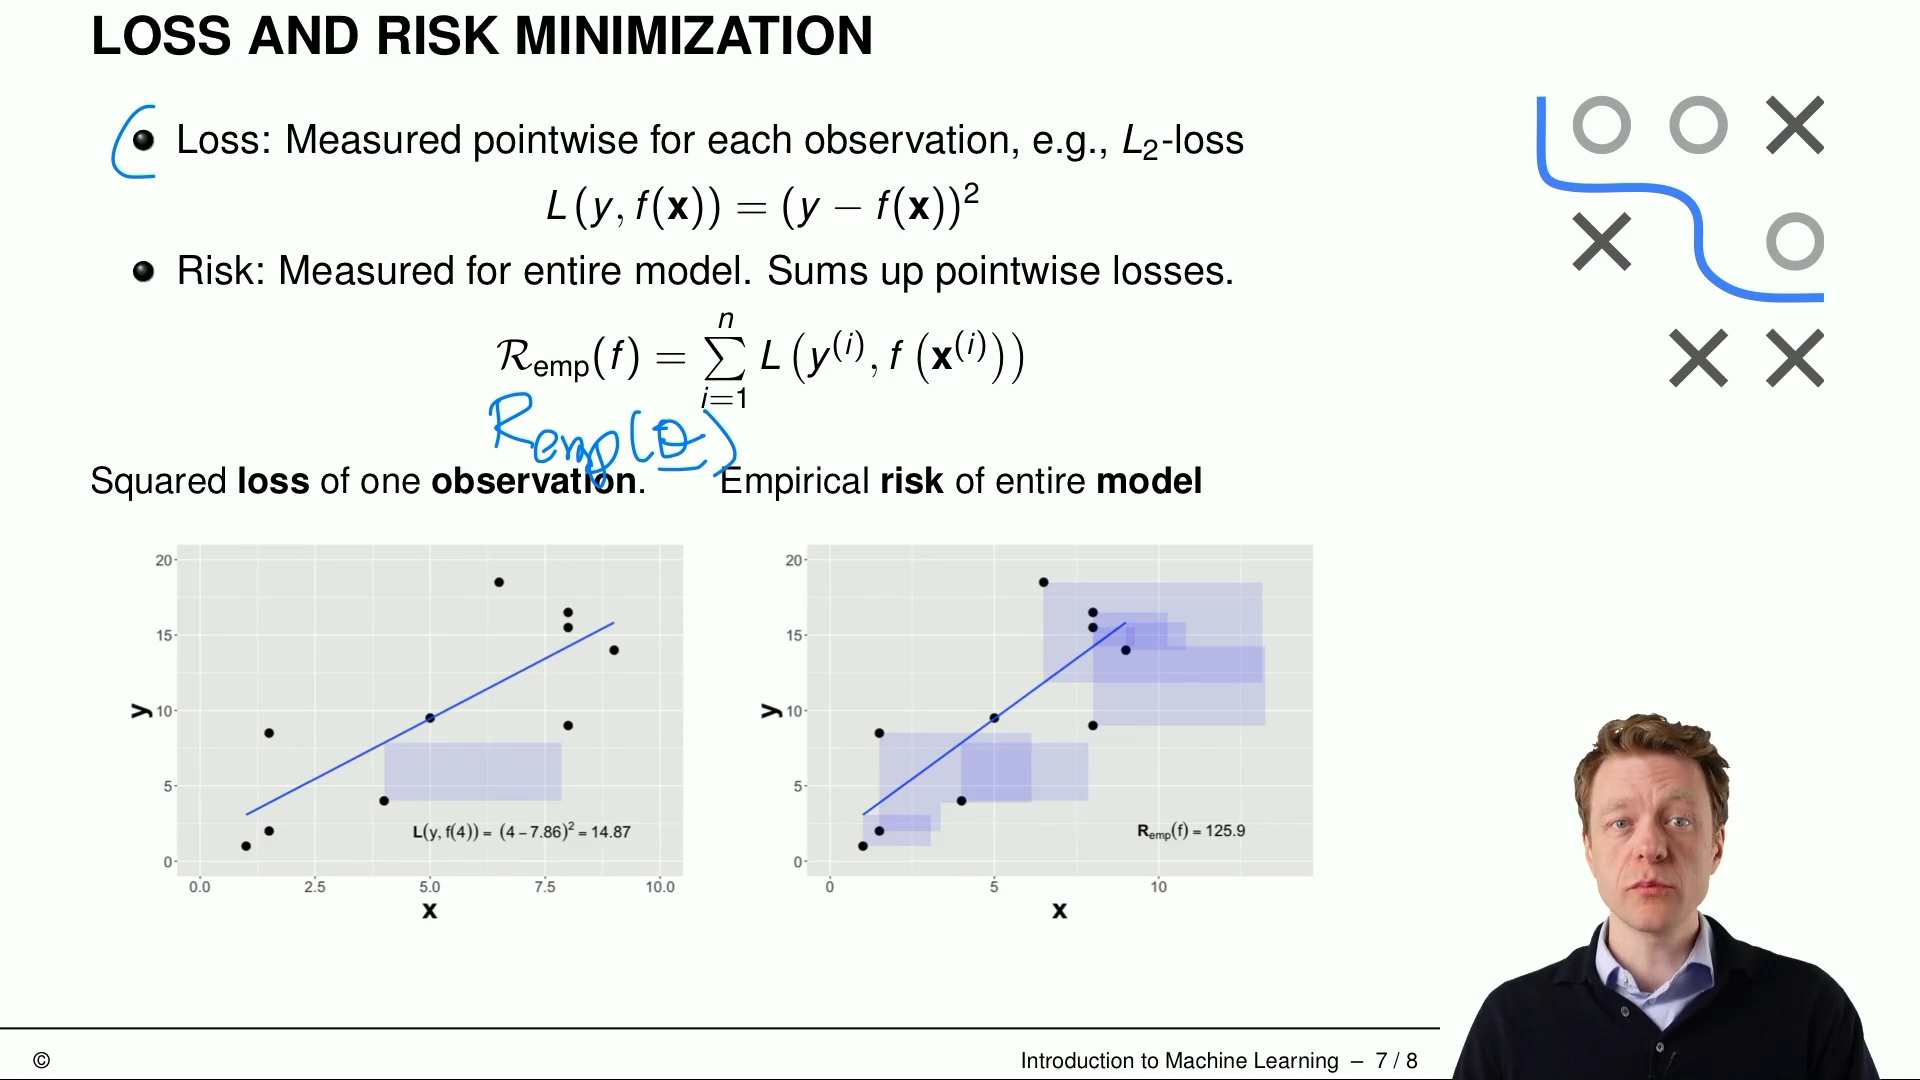 LOSS AND RISK MINIMIZATION
Loss: Measured pointwise for each observation, e.g., L₂-loss
L(y, f(x)) = (y − f(x))²
Risk: Measured for entire model. Sums up pointwise losses.
R_emp(f) = ∑_{i=1}^{n} L(y^{(i)}, f(x^{(i)}))
R_emp(θ)
Squared loss of one observation.
Empirical risk of entire model
20
15
10
5
0
y
L(y, f(4)) = (4 − 7.86)² = 14.87
0.0 2.5 5.0 7.5 10.0
x
20
15
10
5
0
y
R_emp(f) = 125.9
0 5 10
x
© Introduction to Machine Learning – 7 / 8